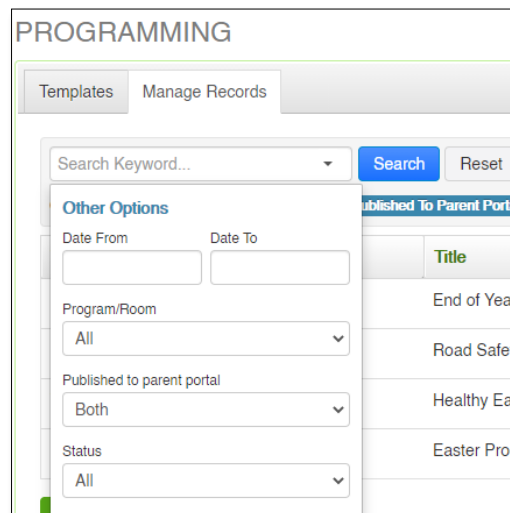 PROGRAMMING
Templates Manage Records
Search Keyword... Search Reset
ublished To Parent Port
Other Options
Date From Date To
Title
Program/Room
End of Yea
All
Road Safe
Published to parent portal
Both
Healthy Ea
Status
Easter Pro
All